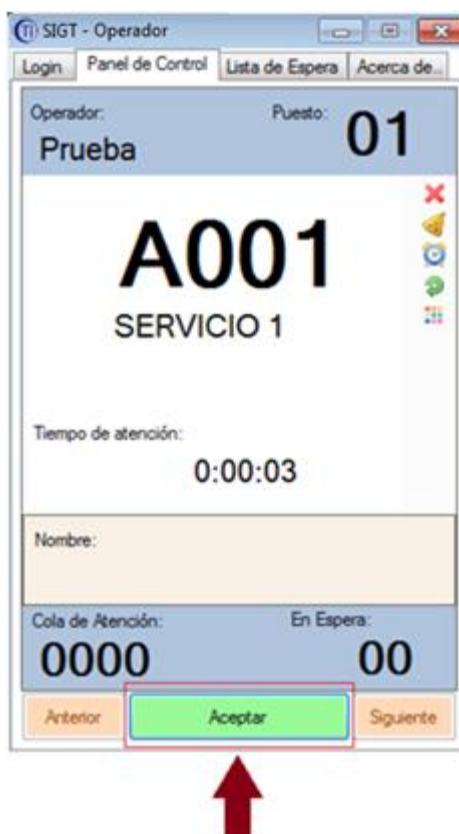 SIGT - Operador
Login Panel de Control Lista de Espera Acerca de...
Operador: Puesto:
Prueba 01
A001
SERVICIO 1
Tiempo de atención:
0:00:03
Nombre:
Cola de Atención: En Espera:
0000 00
Anterior Aceptar Siguiente